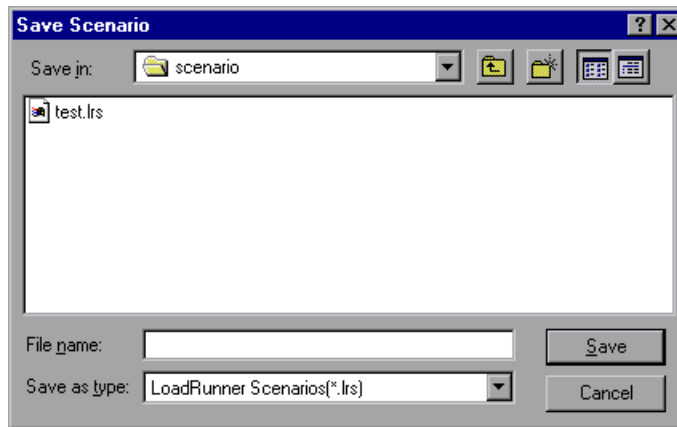 Save Scenario
Save in: scenario
test.lrs
File name: Save
Save as type: LoadRunner Scenarios(*.lrs) Cancel